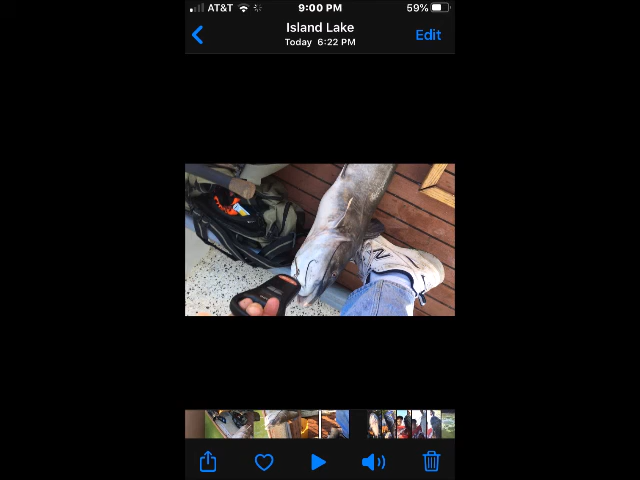 AT&T 9:00 PM 59%
Island Lake
Today 6:22 PM
Edit
N